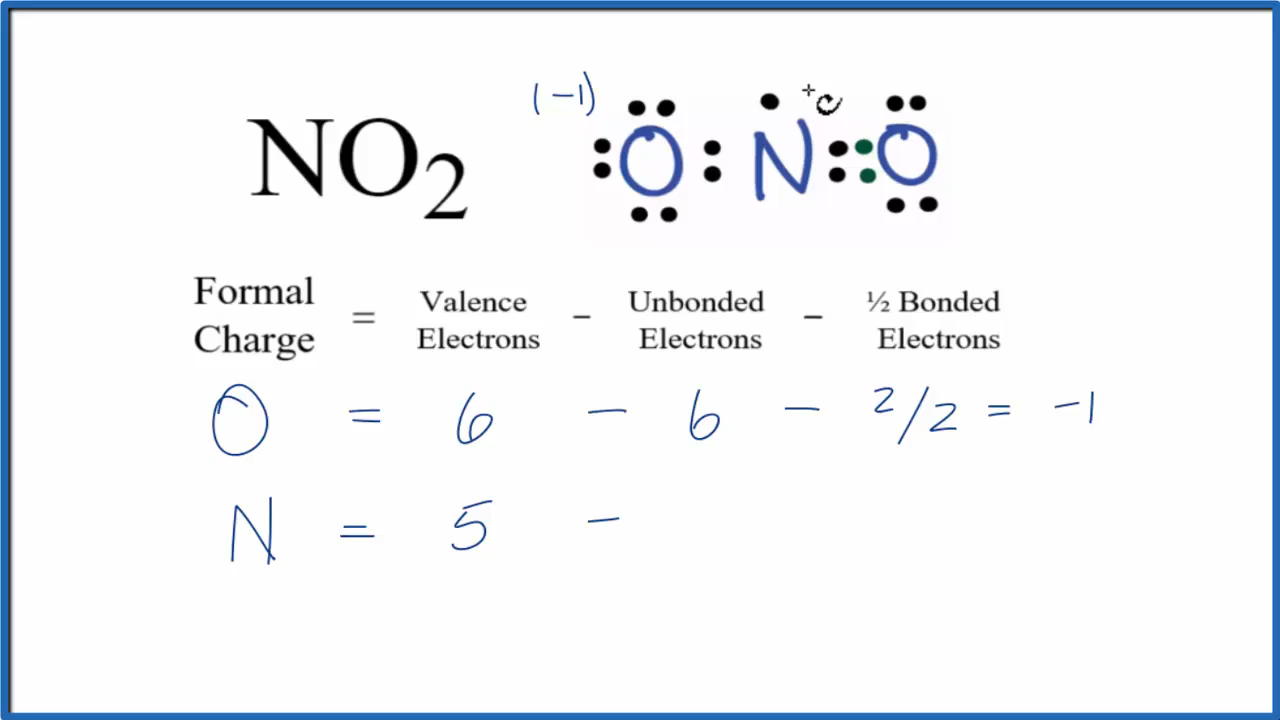 (-1)
NO₂ :O:N::O
Formal Charge = Valence Electrons – Unbonded Electrons – ½ Bonded Electrons
O = 6 – 6 – 2/2 = -1
N = 5 –